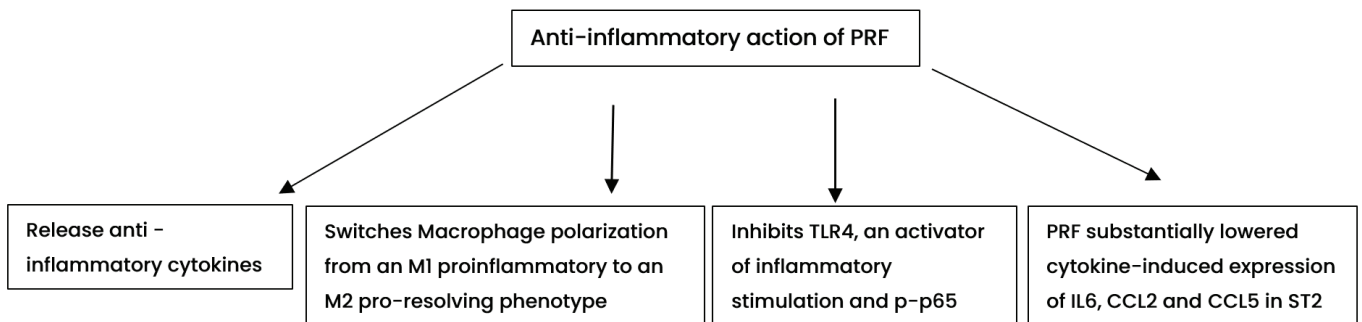 Anti-inflammatory action of PRF
Release anti -
inflammatory cytokines
Switches Macrophage polarization
from an M1 proinflammatory to an
M2 pro-resolving phenotype
Inhibits TLR4, an activator
of inflammatory
stimulation and p-p65
PRF substantially lowered
cytokine-induced expression
of IL6, CCL2 and CCL5 in ST2